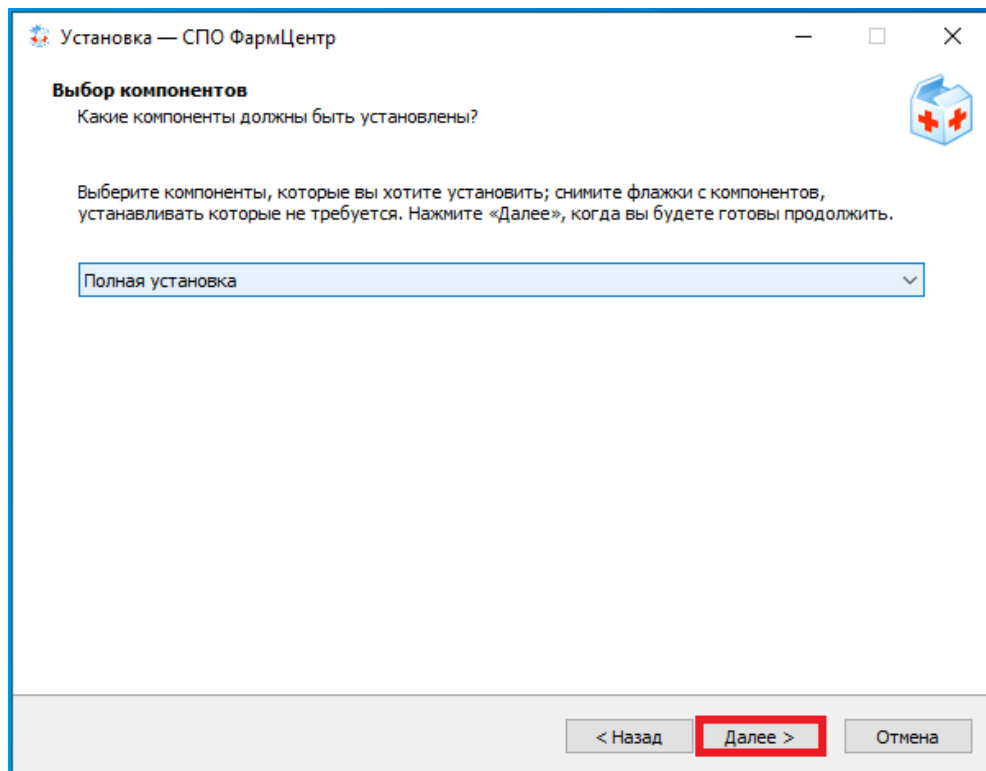 Установка — СПО ФармЦентр
Выбор компонентов
Какие компоненты должны быть установлены?
Выберите компоненты, которые вы хотите установить; снимите флажки с компонентов,
устанавливать которые не требуется. Нажмите «Далее», когда вы будете готовы продолжить.
Полная установка
< Назад
Далее >
Отмена